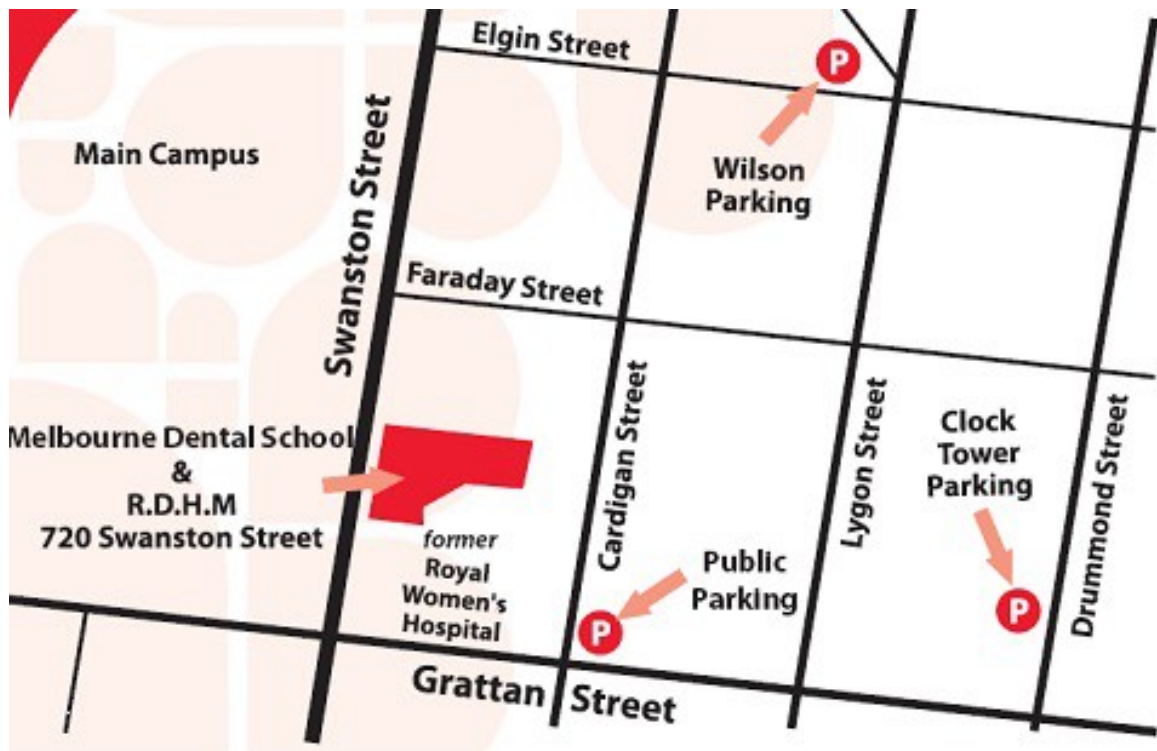 Elgin Street
P
Main Campus
Swanston Street
Wilson
Parking
Faraday Street
Melbourne Dental School
&
R.D.H.M
720 Swanston Street
former
Royal
Women's
Hospital
Cardigan Street
Lygon Street
Clock
Tower
Parking
Drummond Street
Public
Parking
P
P
Grattan Street